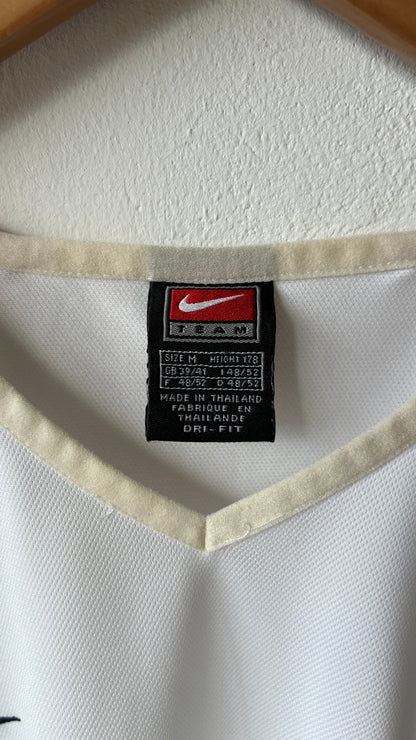 TEAM
SIZE M HEIGHT 178
GB 39/41 I 48/52
F 48/52 D 48/52
MADE IN THAILAND
FABRIQUE EN
THAILANDE
DRI-FIT